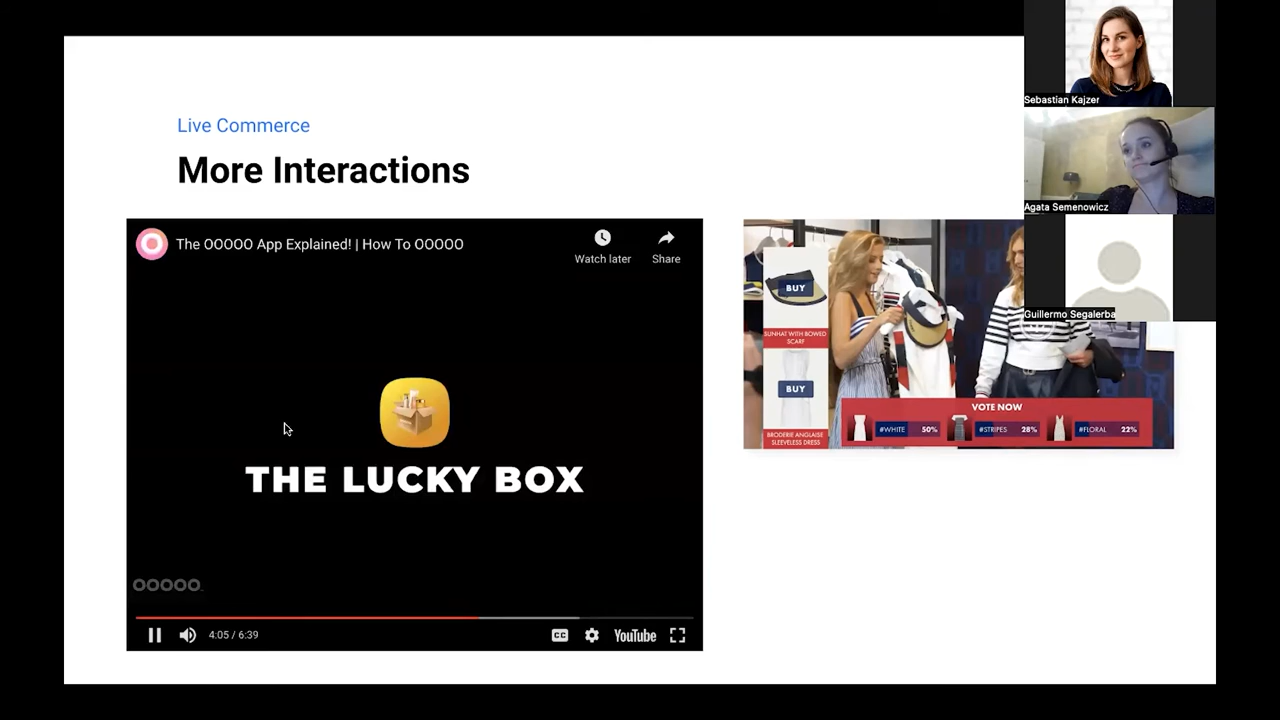 Live Commerce
More Interactions
The OOOOO App Explained! | How To OOOOO
Watch later
Share
THE LUCKY BOX
OOOOO
4:05 / 6:39
CC
YouTube
BUY
SUNHAT WITH BOWED
SCARF
BUY
BRODERIE ANGLAISE
SLEEVELESS DRESS
VOTE NOW
#WHITE 50%
#STRIPES 28%
#FLORAL 22%
Sebastian Kajzer
Agata Semenowicz
Guillermo Segalerba